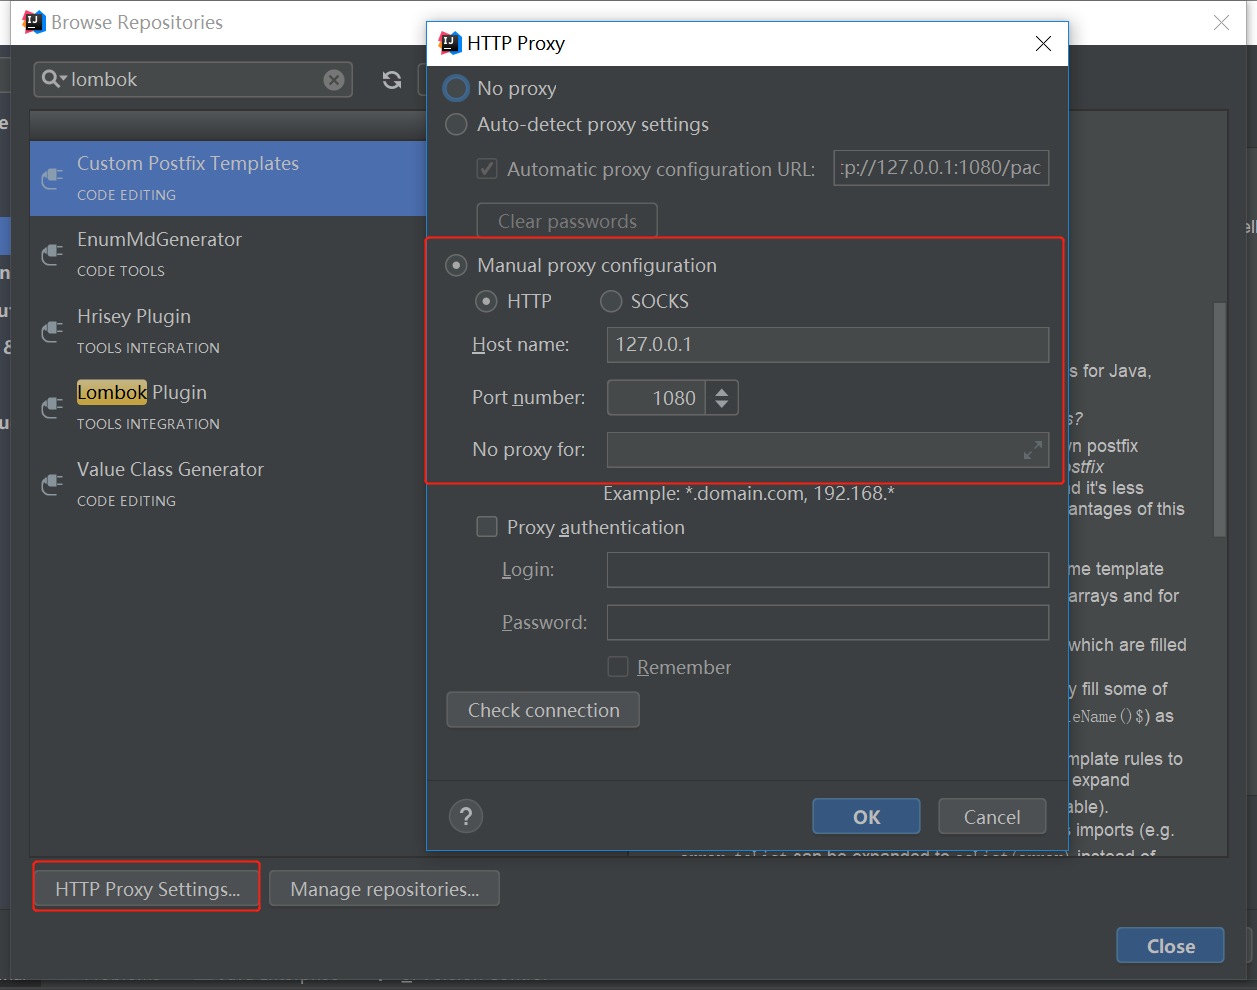 Browse Repositories
lombok
Custom Postfix Templates
CODE EDITING
EnumMdGenerator
CODE TOOLS
Hrisey Plugin
TOOLS INTEGRATION
Lombok Plugin
TOOLS INTEGRATION
Value Class Generator
CODE EDITING
HTTP Proxy
No proxy
Auto-detect proxy settings
Automatic proxy configuration URL: :p://127.0.0.1:1080/pac
Clear passwords
Manual proxy configuration
HTTP SOCKS
Host name: 127.0.0.1
Port number: 1080
No proxy for:
Example: *.domain.com, 192.168.*
Proxy authentication
Login:
Password:
Remember
Check connection
? OK Cancel
s for Java,
s?
n postfix
ostfix
d it's less
antages of this
me template
arrays and for
which are filled
y fill some of
eName()$) as
mplate rules to
expand
able).
s imports (e.g.
HTTP Proxy Settings... Manage repositories...
Close